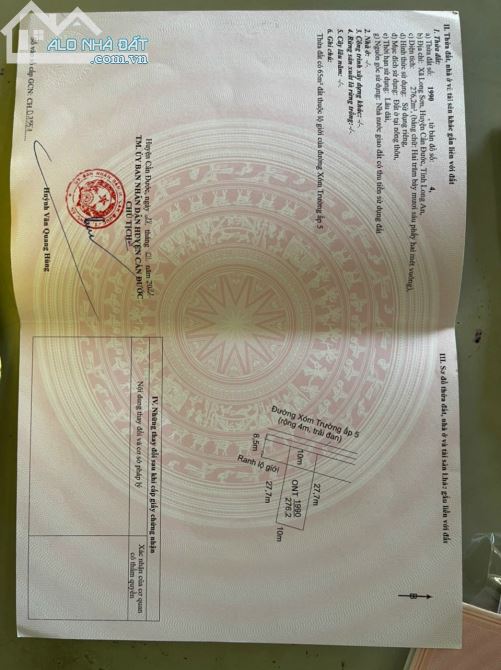 ALO NHÀ ĐẤT
.com.vn
II. Thửa đất, nhà ở và tài sản khác gắn liền với đất
1. Thửa đất:
a) Thửa đất số: 1990 tờ bản đồ số: 4,
b) Địa chỉ: Xã Long Sơn, Huyện Cần Đước, Tỉnh Long An,
c) Diện tích: 276,2m² (bằng chữ: Hai trăm bảy mươi sáu phẩy hai mét vuông),
d) Hình thức sử dụng: Sử dụng riêng,
đ) Mục đích sử dụng: Đất ở tại nông thôn,
e) Thời hạn sử dụng: Lâu dài,
g) Nguồn gốc sử dụng: Nhà nước giao đất có thu tiền sử dụng đất
2. Nhà ở: -/-
3. Công trình xây dựng khác: -/-
4. Rừng sản xuất là rừng trồng: -/-
5. Cây lâu năm: -/-
6. Ghi chú:
Thửa đất có 65m² đất thuộc lộ giới của đường Xóm Trường ấp 5
Huyện Cần Đước, ngày tháng năm
TM. ỦY BAN NHÂN DÂN HUYỆN CẦN ĐƯỚC
CHỦ TỊCH
Huỳnh Văn Quang Hùng
Số vào sổ cấp GCN: CH
III. Sơ đồ thửa đất, nhà ở và tài sản khác gắn liền với đất
Đường Xóm Trường ấp 5
(rộng 4m, trải đan)
6,5m
10m
Ranh lộ giới
27,7m
27,7m
ONT 1990
276.2
10m
B
IV. Những thay đổi sau khi cấp giấy chứng nhận
Nội dung thay đổi và cơ sở pháp lý
Xác nhận của cơ quan
có thẩm quyền